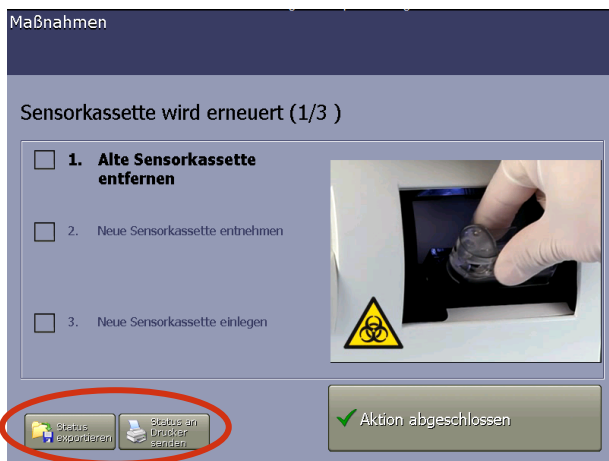 Maßnahmen
Sensorkassette wird erneuert (1/3 )
1. Alte Sensorkassette
entfernen
2. Neue Sensorkassette entnehmen
3. Neue Sensorkassette einlegen
Status
exportieren
Status an
Drucker
senden
Aktion abgeschlossen